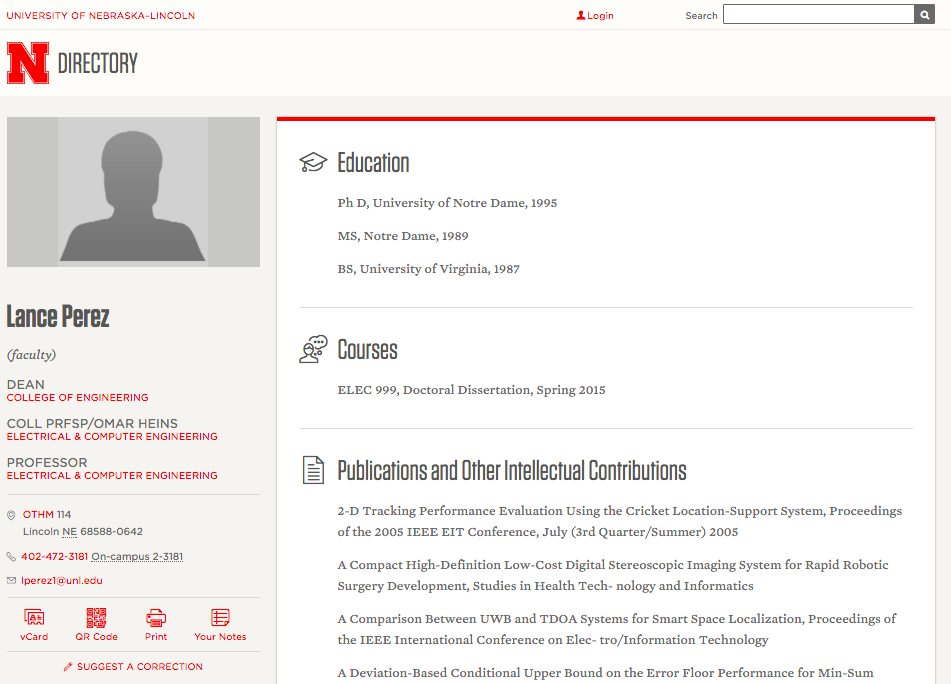 UNIVERSITY OF NEBRASKA–LINCOLN
Login
Search
N DIRECTORY
Lance Perez
(faculty)
DEAN
COLLEGE OF ENGINEERING
COLL PRFSP/OMAR HEINS
ELECTRICAL & COMPUTER ENGINEERING
PROFESSOR
ELECTRICAL & COMPUTER ENGINEERING
OTHM 114
Lincoln NE 68588-0642
402-472-3181 On-campus 2-3181
lperez1@unl.edu
vCard QR Code Print Your Notes
SUGGEST A CORRECTION
Education
Ph D, University of Notre Dame, 1995
MS, Notre Dame, 1989
BS, University of Virginia, 1987
Courses
ELEC 999, Doctoral Dissertation, Spring 2015
Publications and Other Intellectual Contributions
2-D Tracking Performance Evaluation Using the Cricket Location-Support System, Proceedings
of the 2005 IEEE EIT Conference, July (3rd Quarter/Summer) 2005
A Compact High-Definition Low-Cost Digital Stereoscopic Imaging System for Rapid Robotic
Surgery Development, Studies in Health Tech- nology and Informatics
A Comparison Between UWB and TDOA Systems for Smart Space Localization, Proceedings of
the IEEE International Conference on Elec- tro/Information Technology
A Deviation-Based Conditional Upper Bound on the Error Floor Performance for Min-Sum